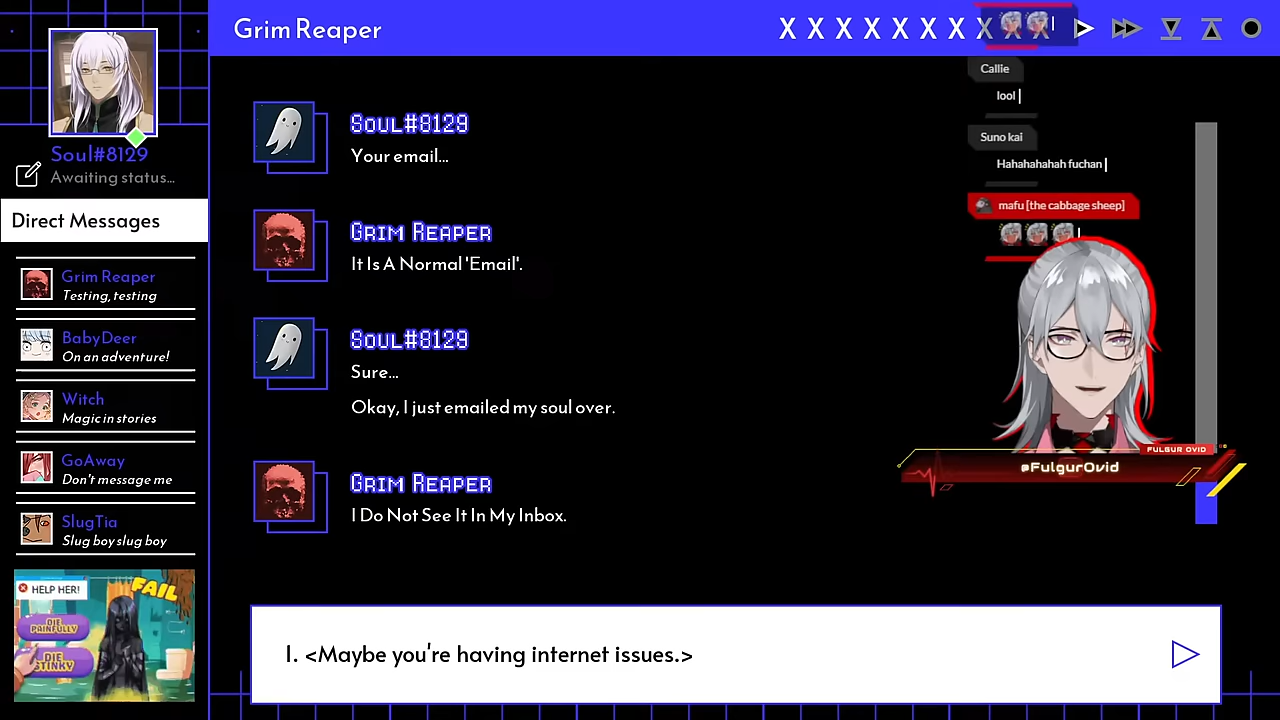 Grim Reaper
X X X X X X X X X X
Soul#8129
Awaiting status...
Direct Messages
Grim Reaper
Testing, testing
BabyDeer
On an adventure!
Witch
Magic in stories
GoAway
Don't message me
SlugTia
Slug boy slug boy
HELP HER!
FAIL
DIE PAINFULLY
DIE STINKY
Soul#8129
Your email...
Grim Reaper
It Is A Normal 'Email'.
Soul#8129
Sure...
Okay, I just emailed my soul over.
Grim Reaper
I Do Not See It In My Inbox.
1. <Maybe you're having internet issues.>
Callie
lool
Suno kai
Hahahahahah fuchan
mafu [the cabbage sheep]
FULGUR OVID
@FulgurOvid